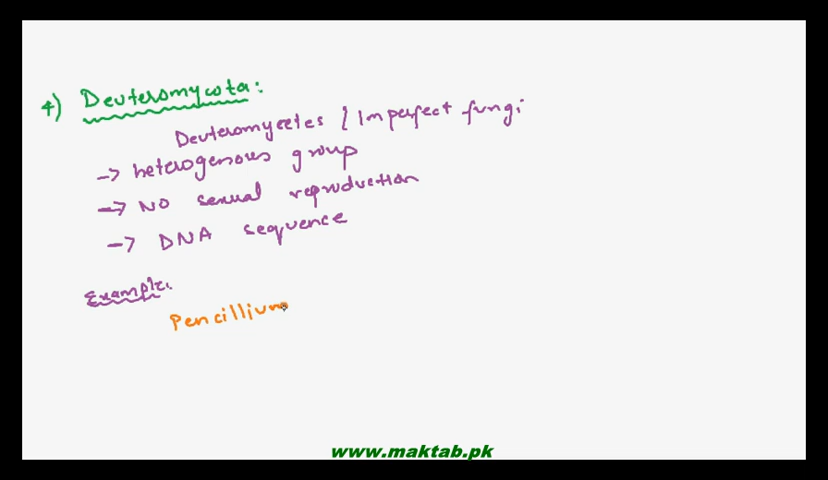 4) Deuteromycota:
Deuteromycetes / Imperfect fungi
-> heterogenous group
-> NO sexual reproduction
-> DNA sequence
Example:
Pencillium
www.maktab.pk